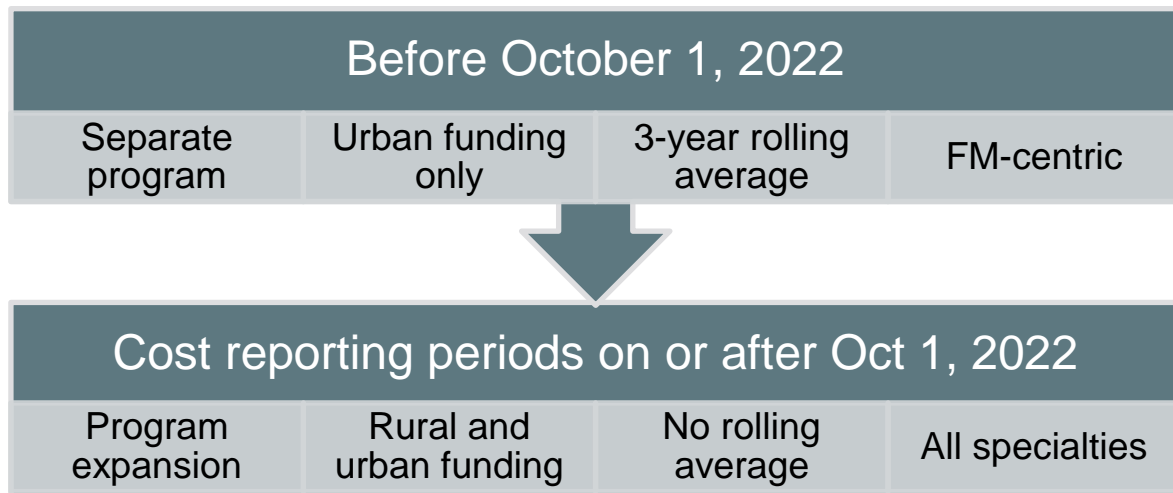 Before October 1, 2022
Separate program
Urban funding only
3-year rolling average
FM-centric
Cost reporting periods on or after Oct 1, 2022
Program expansion
Rural and urban funding
No rolling average
All specialties